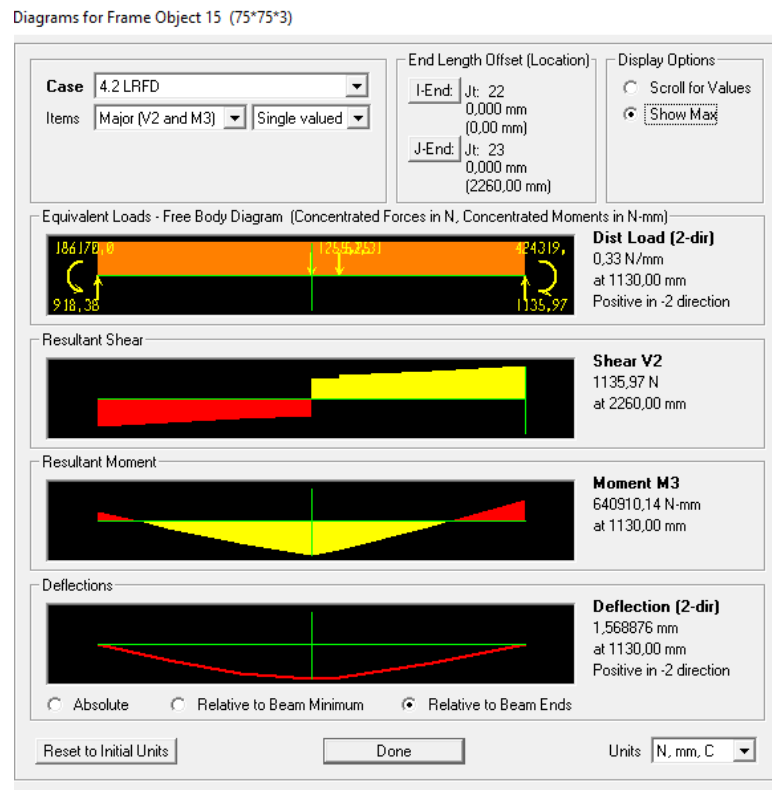 Diagrams for Frame Object 15 (75*75*3)
Case 4.2 LRFD
Items Major (V2 and M3) Single valued
End Length Offset (Location)
I-End: Jt: 22
0,000 mm
(0,00 mm)
J-End: Jt: 23
0,000 mm
(2260,00 mm)
Display Options
Scroll for Values
Show Max
Equivalent Loads - Free Body Diagram (Concentrated Forces in N, Concentrated Moments in N-mm)
186170,0 424319,
918,38 1135,97
Dist Load (2-dir)
0,33 N/mm
at 1130,00 mm
Positive in -2 direction
Resultant Shear
Shear V2
1135,97 N
at 2260,00 mm
Resultant Moment
Moment M3
640910,14 N-mm
at 1130,00 mm
Deflections
Deflection (2-dir)
1,568876 mm
at 1130,00 mm
Positive in -2 direction
Absolute Relative to Beam Minimum Relative to Beam Ends
Reset to Initial Units Done Units N, mm, C